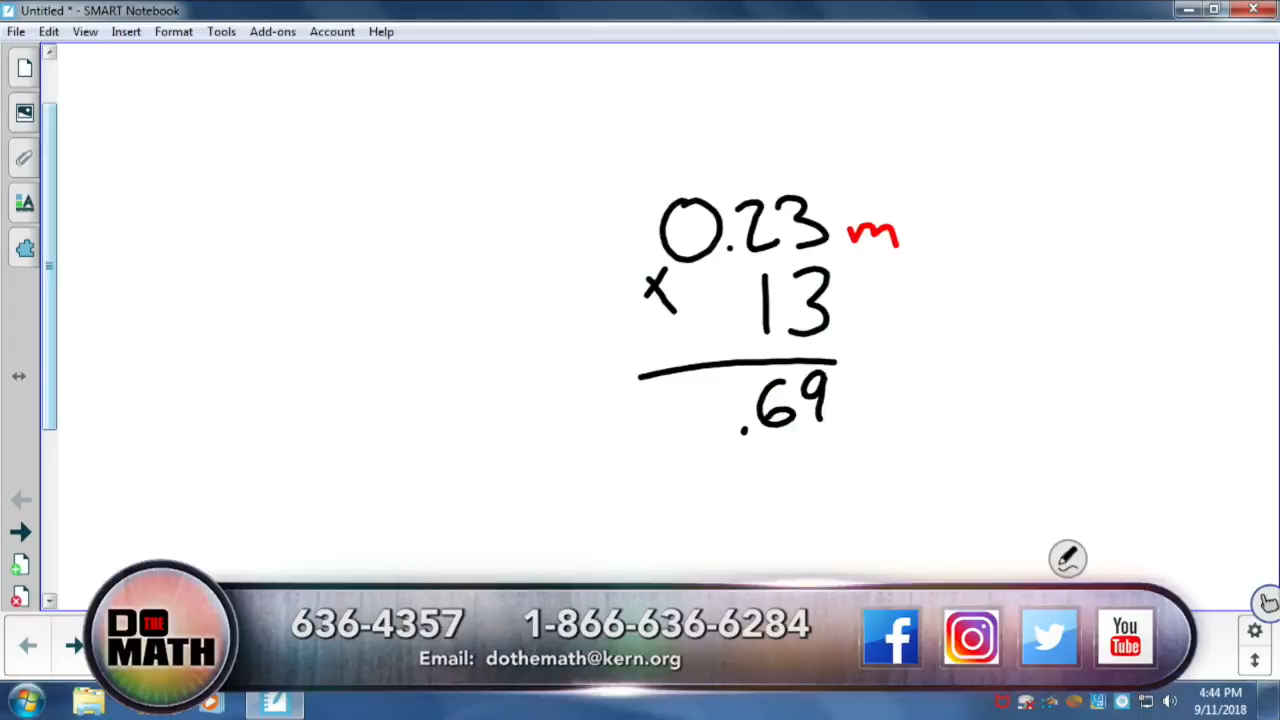 Untitled * - SMART Notebook
File Edit View Insert Format Tools Add-ons Account Help
0.23 m
x 13
.69
DO THE MATH
636-4357 1-866-636-6284
Email: dothemath@kern.org
You Tube
4:44 PM
9/11/2018